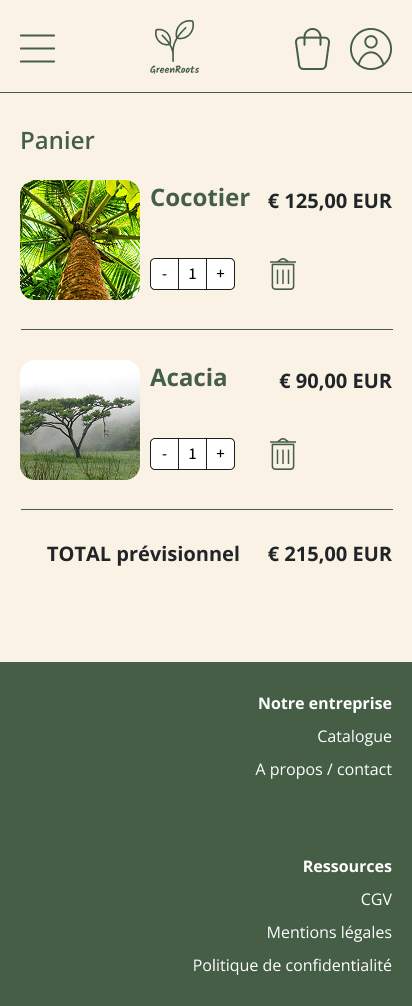 GreenRoots
Panier
Cocotier € 125,00 EUR
- 1 +
Acacia € 90,00 EUR
- 1 +
TOTAL prévisionnel € 215,00 EUR
Notre entreprise
Catalogue
A propos / contact
Ressources
CGV
Mentions légales
Politique de confidentialité